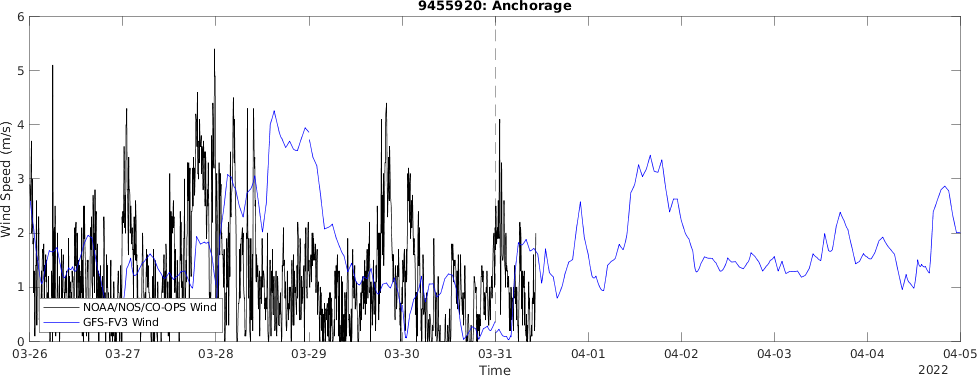 9455920: Anchorage
6
5
4
3
2
1
0
Wind Speed (m/s)
NOAA/NOS/CO-OPS Wind
GFS-FV3 Wind
03-26 03-27 03-28 03-29 03-30 03-31 04-01 04-02 04-03 04-04 04-05
Time
2022